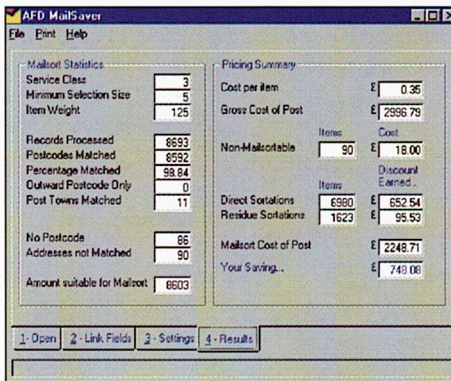 AFD MailSaver
File Print Help
Mailsort Statistics
Service Class 3
Minimum Selection Size 5
Item Weight 125
Records Processed 8693
Postcodes Matched 8592
Percentage Matched 98.84
Outward Postcode Only 0
Post Towns Matched 11
No Postcode 86
Addresses not Matched 90
Amount suitable for Mailsort 8603
Pricing Summary
Cost per item £ 0.35
Gross Cost of Post £ 2996.79
Items Cost
Non-Mailsortable 90 £ 18.00
Discount
Items Earned...
Direct Sortations 6980 £ 652.54
Residue Sortations 1623 £ 95.53
Mailsort Cost of Post £ 2248.71
Your Saving... £ 748.08
1 - Open 2 - Link Fields 3 - Settings 4 - Results